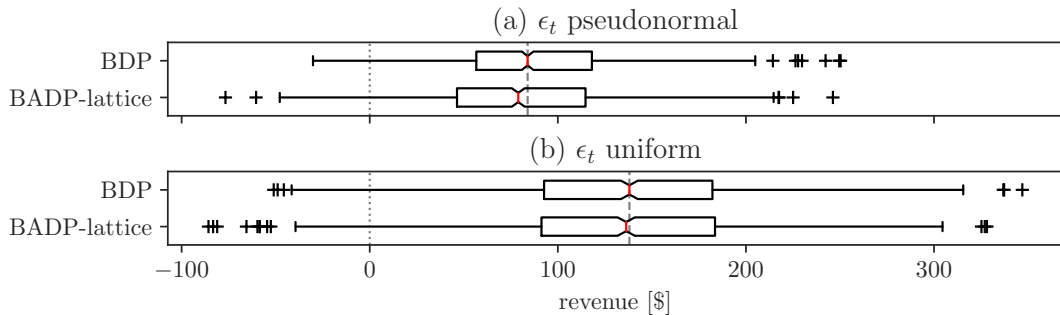 (a) ϵₜ pseudonormal
BDP
BADP-lattice
(b) ϵₜ uniform
BDP
BADP-lattice
−100 0 100 200 300
revenue [$]